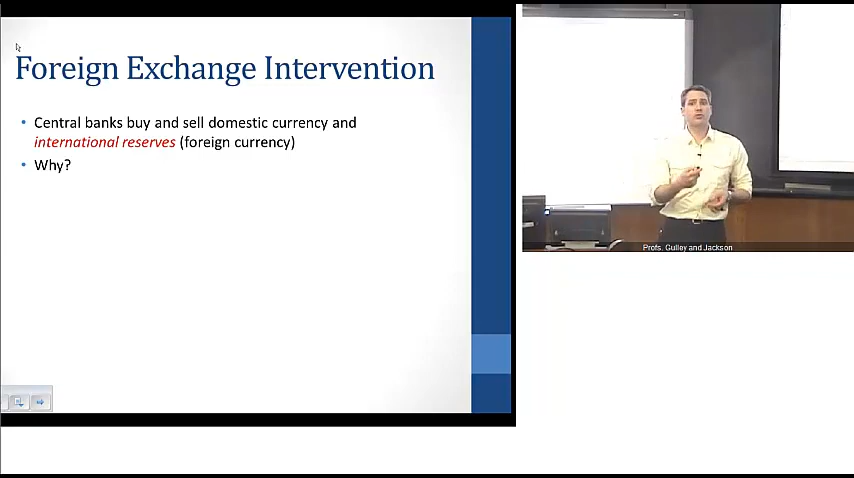 Foreign Exchange Intervention
• Central banks buy and sell domestic currency and
international reserves (foreign currency)
• Why?
Profs. Gulley and Jackson